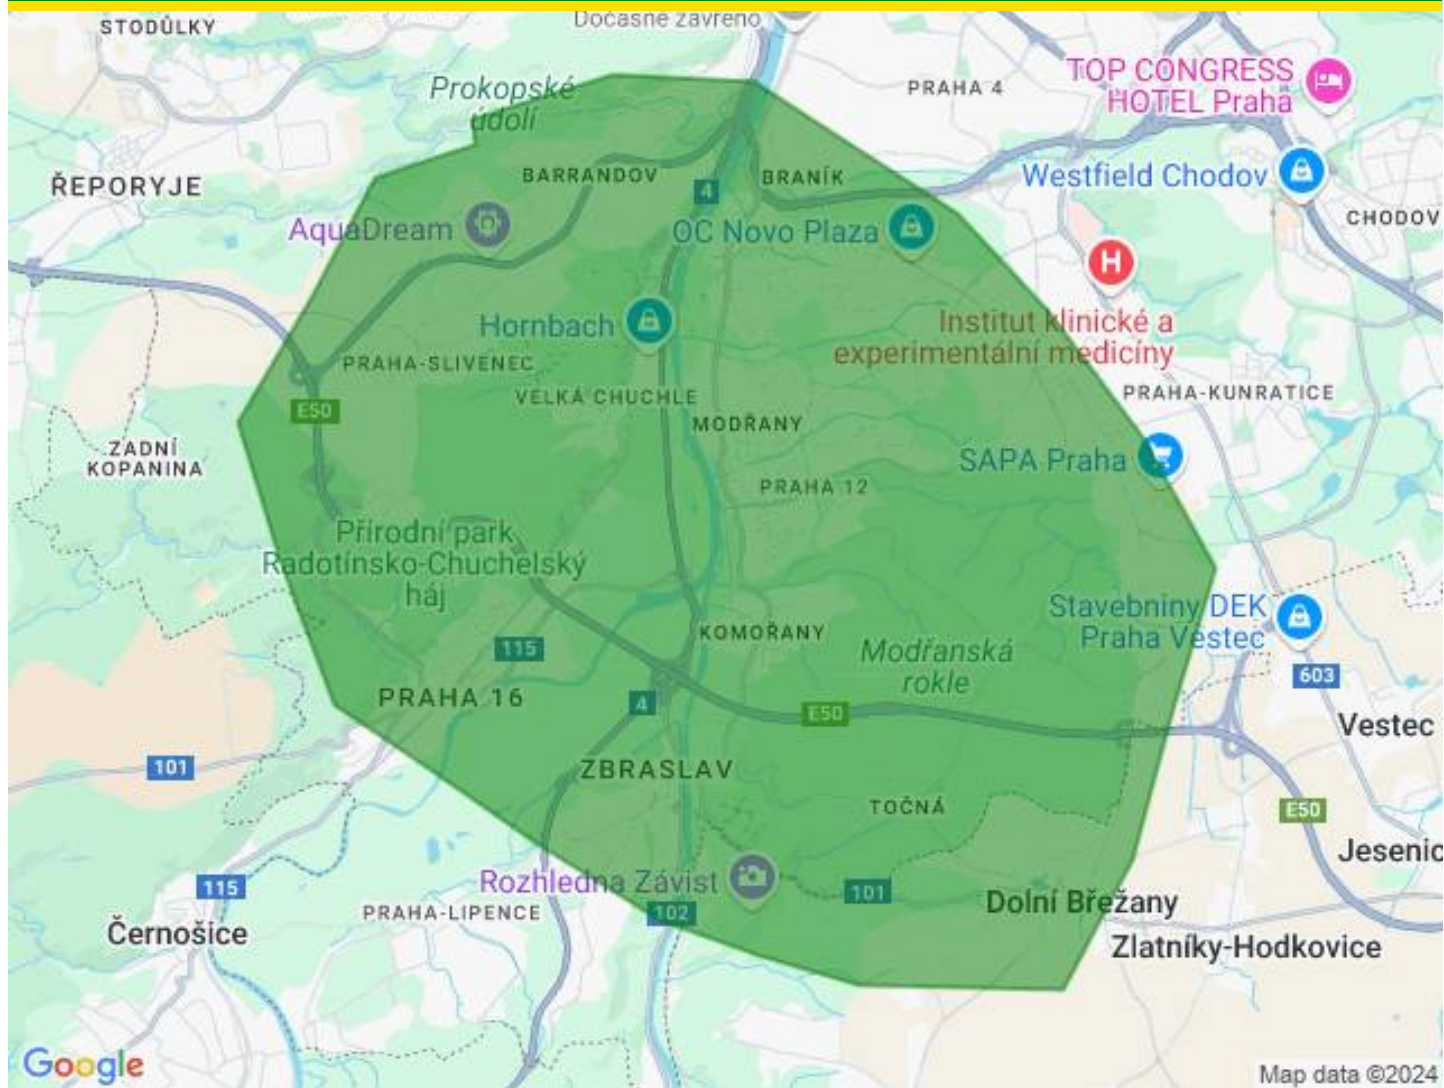 Dočasně zavřeno
STODŮLKY
Prokopské
údolí
PRAHA 4
TOP CONGRESS
HOTEL Praha
ŘEPORYJE
BARRANDOV
4
BRANÍK
Westfield Chodov
CHODOV
AquaDream
OC Novo Plaza
H
Hornbach
Institut klinické a
experimentální medicíny
PRAHA-SLIVENEC
E50
VELKÁ CHUCHLE
MODŘANY
PRAHA-KUNRATICE
ZADNÍ
KOPANINA
SAPA Praha
PRAHA 12
Přírodní park
Radotínsko-Chuchelský
háj
Stavebniny DEK
Praha Vestec
115
KOMOŘANY
Modřanská
rokle
603
PRAHA 16
4
E50
Vestec
101
ZBRASLAV
TOČNÁ
E50
Jesenic
115
Rozhledna Závist
101
PRAHA-LIPENCE
102
Dolní Břežany
Černošice
Zlatníky-Hodkovice
Google
Map data ©2024